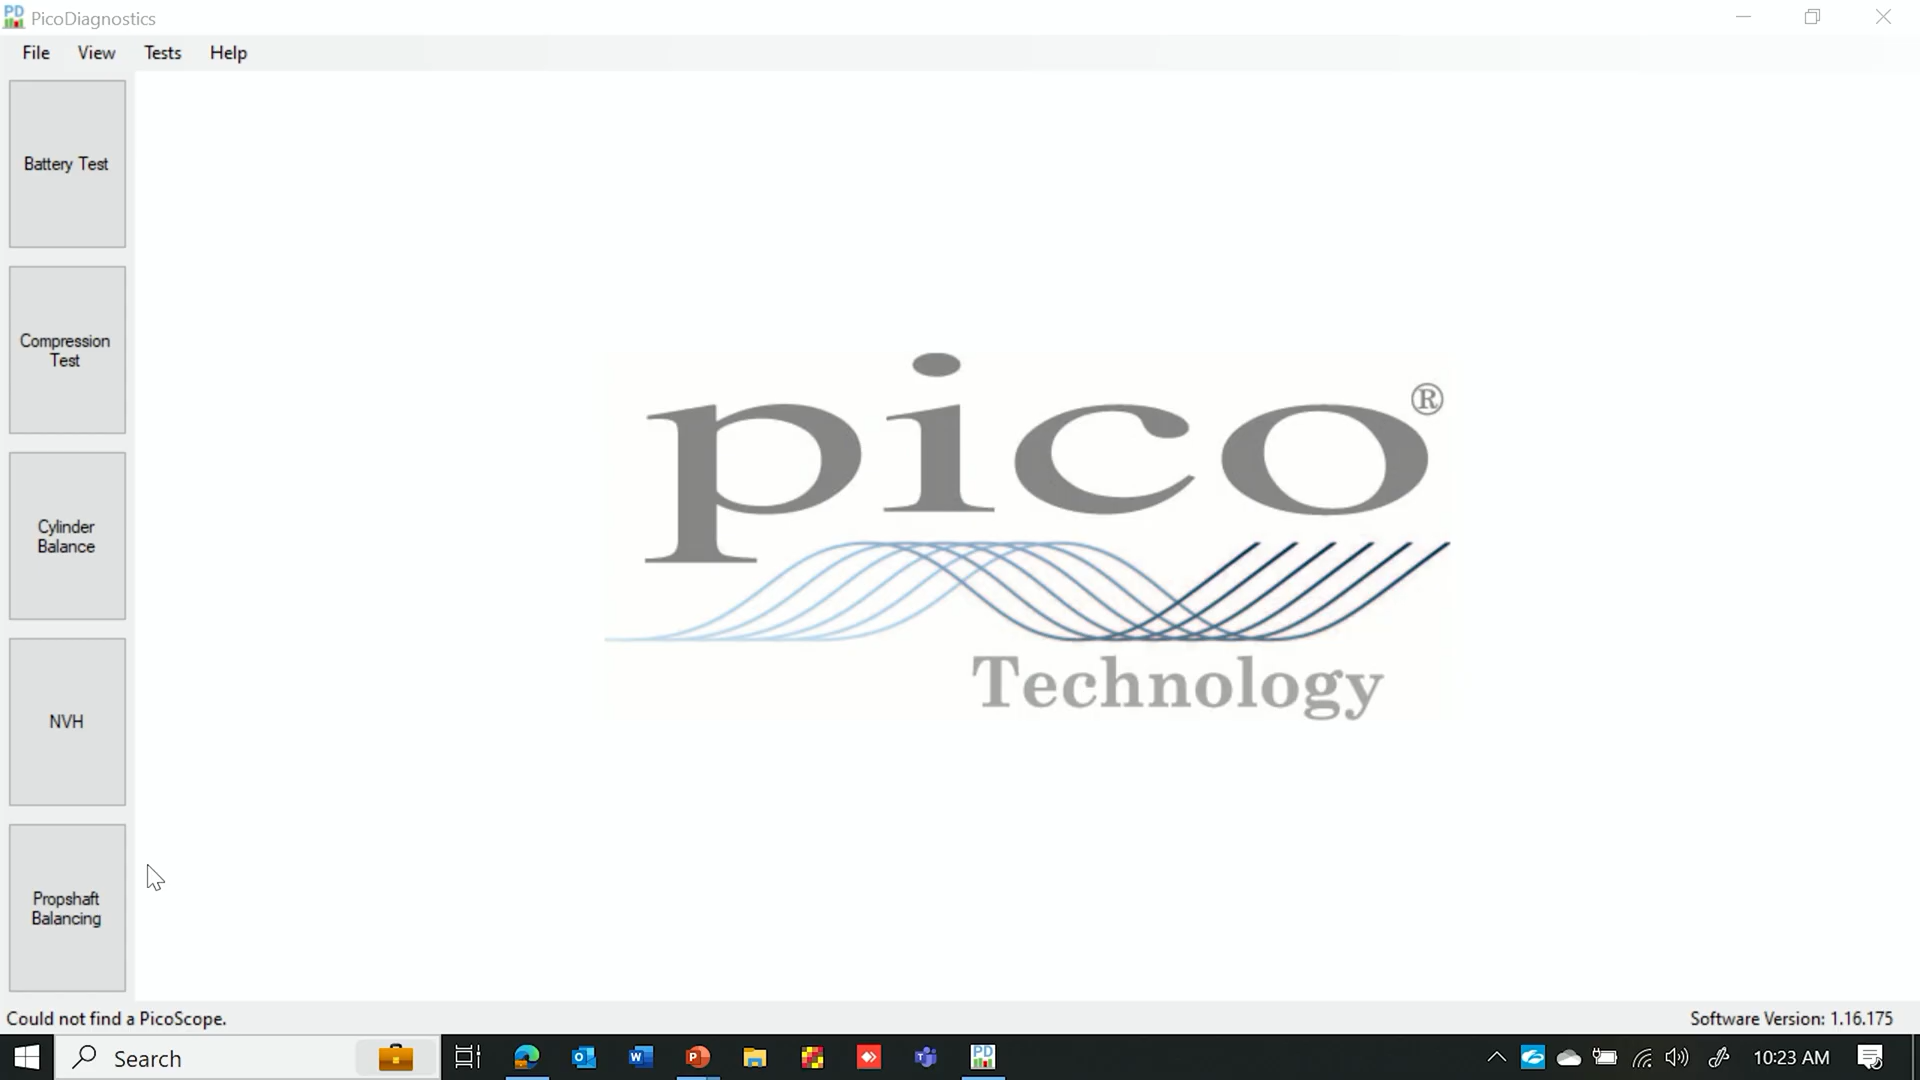 PD PicoDiagnostics
File View Tests Help
Battery Test
Compression
Test
Cylinder
Balance
NVH
Propshaft
Balancing
pico®
Technology
Could not find a PicoScope.
Software Version: 1.16.175
Search
10:23 AM